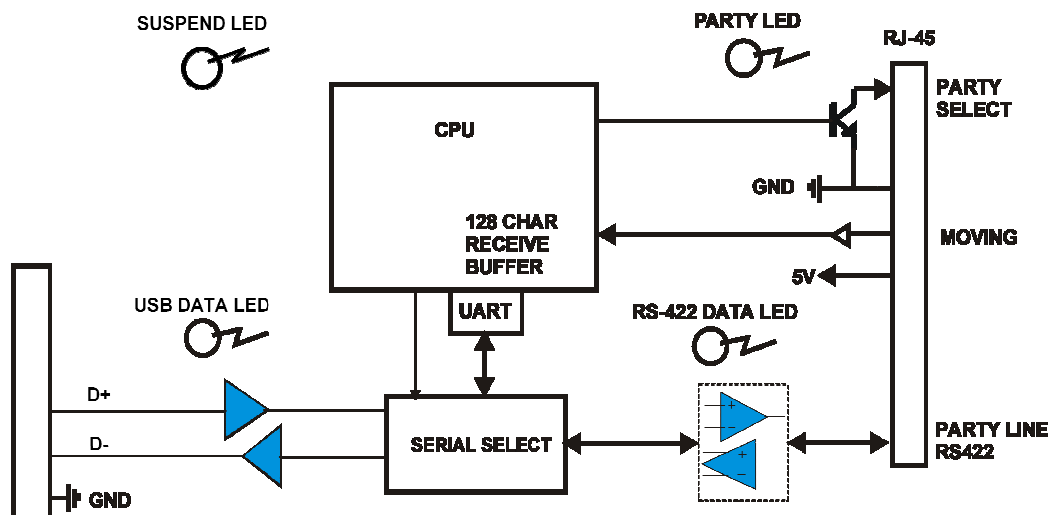 SUSPEND LED
PARTY LED
RJ-45
PARTY
SELECT
CPU
GND
128 CHAR
RECEIVE
BUFFER
MOVING
5V
USB DATA LED
UART
RS-422 DATA LED
D+
D-
SERIAL SELECT
+
−
+
−
PARTY LINE
RS422
GND